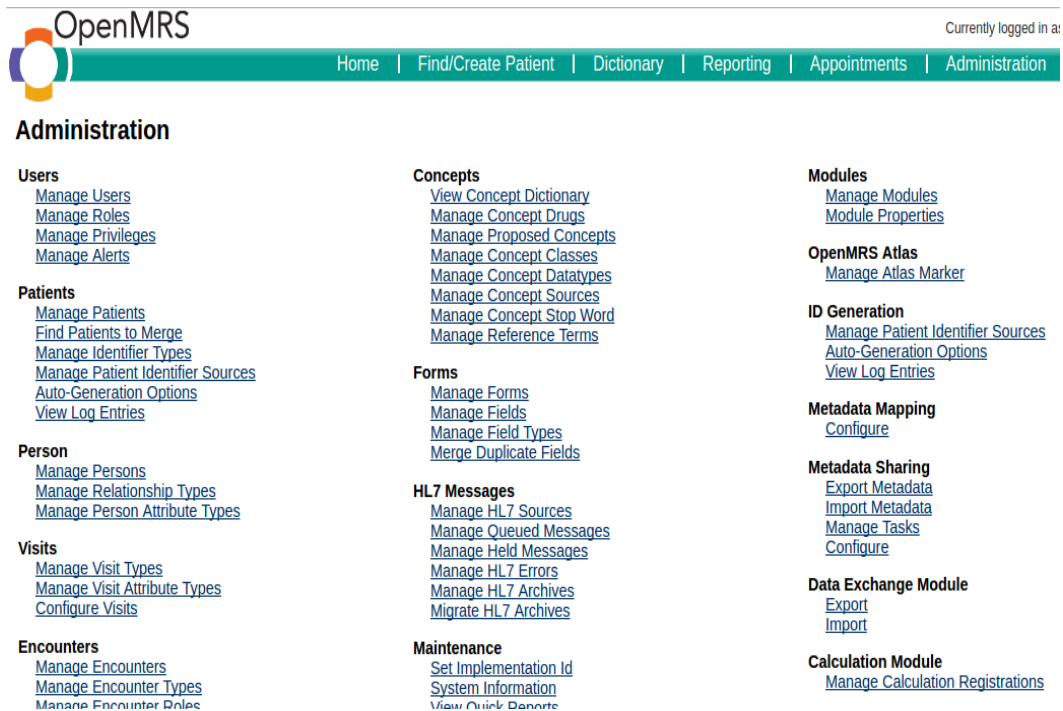 OpenMRS
Currently logged in as
Home | Find/Create Patient | Dictionary | Reporting | Appointments | Administration
Administration
Users
Manage Users
Manage Roles
Manage Privileges
Manage Alerts
Patients
Manage Patients
Find Patients to Merge
Manage Identifier Types
Manage Patient Identifier Sources
Auto-Generation Options
View Log Entries
Person
Manage Persons
Manage Relationship Types
Manage Person Attribute Types
Visits
Manage Visit Types
Manage Visit Attribute Types
Configure Visits
Encounters
Manage Encounters
Manage Encounter Types
Manage Encounter Roles
Concepts
View Concept Dictionary
Manage Concept Drugs
Manage Proposed Concepts
Manage Concept Classes
Manage Concept Datatypes
Manage Concept Sources
Manage Concept Stop Word
Manage Reference Terms
Forms
Manage Forms
Manage Fields
Manage Field Types
Merge Duplicate Fields
HL7 Messages
Manage HL7 Sources
Manage Queued Messages
Manage Held Messages
Manage HL7 Errors
Manage HL7 Archives
Migrate HL7 Archives
Maintenance
Set Implementation Id
System Information
View Quick Reports
Modules
Manage Modules
Module Properties
OpenMRS Atlas
Manage Atlas Marker
ID Generation
Manage Patient Identifier Sources
Auto-Generation Options
View Log Entries
Metadata Mapping
Configure
Metadata Sharing
Export Metadata
Import Metadata
Manage Tasks
Configure
Data Exchange Module
Export
Import
Calculation Module
Manage Calculation Registrations